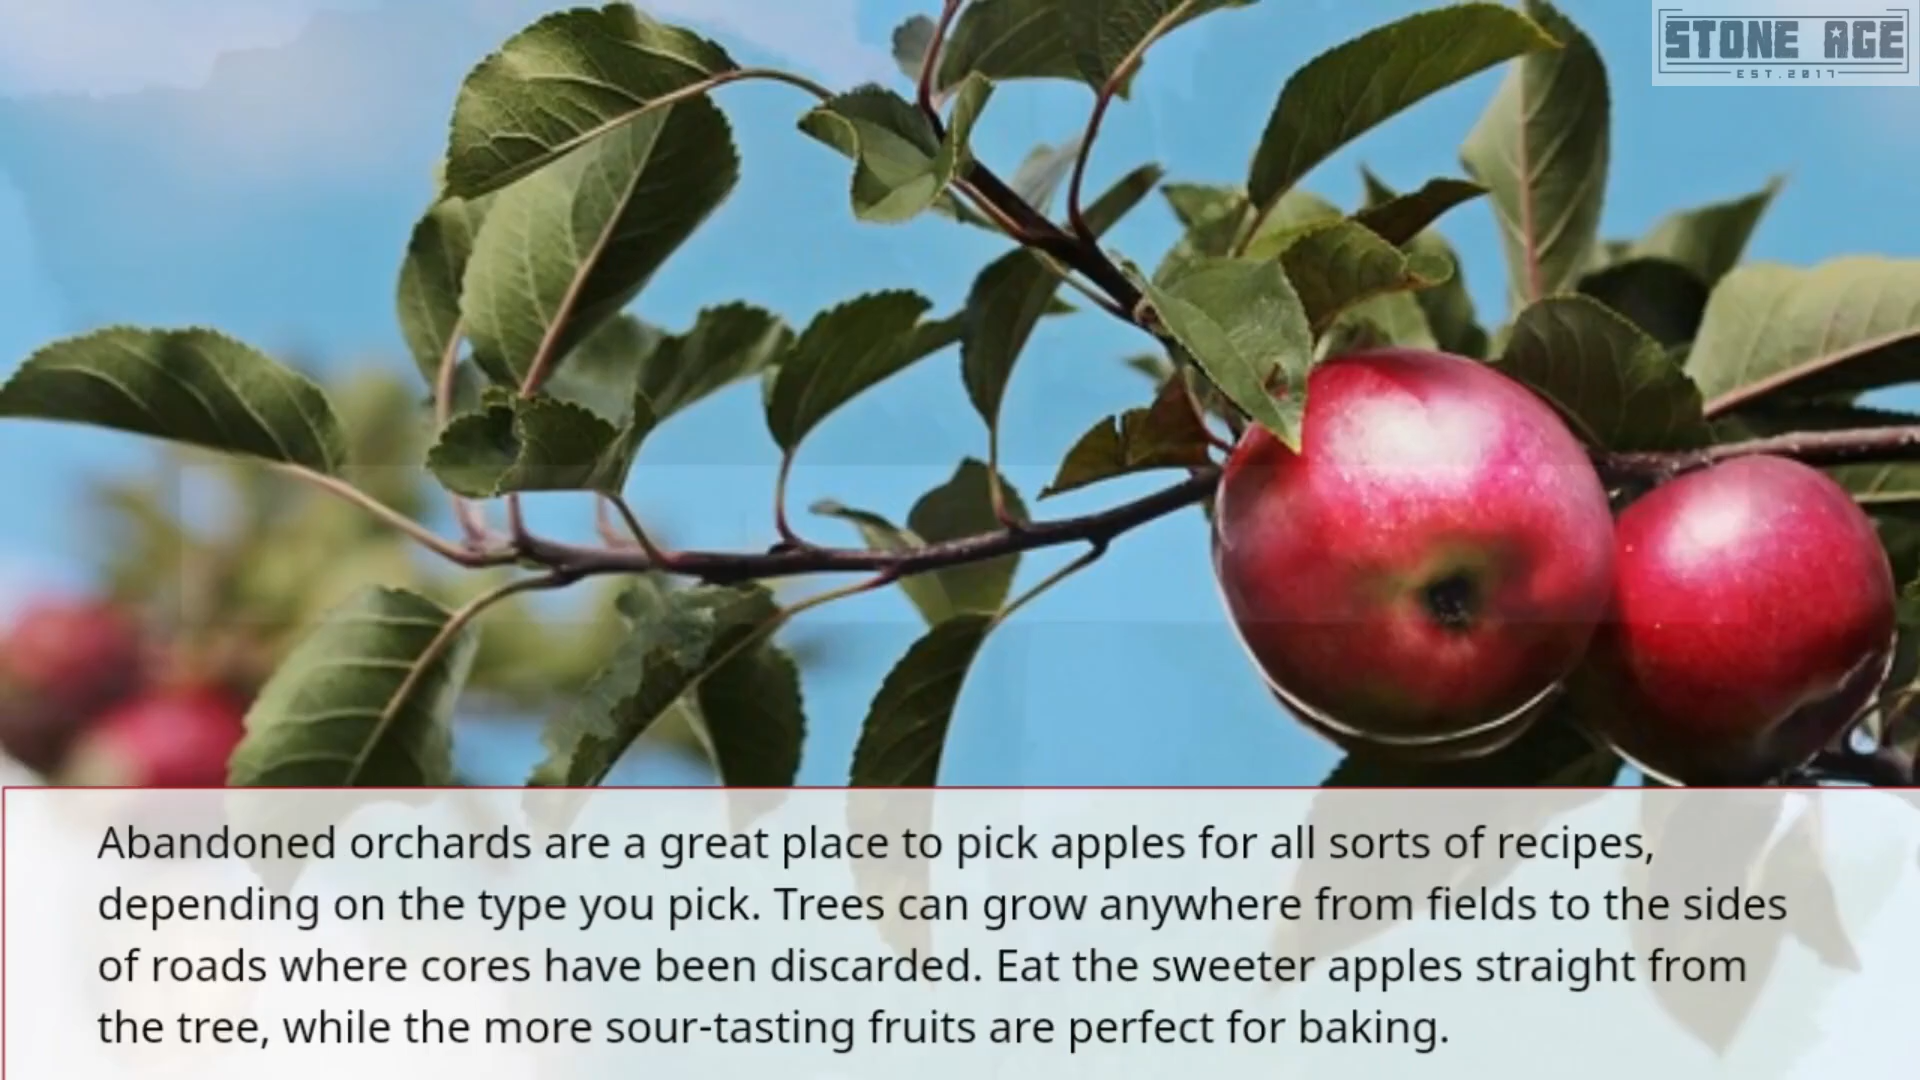 STONE AGE
EST.2017
Abandoned orchards are a great place to pick apples for all sorts of recipes,
depending on the type you pick. Trees can grow anywhere from fields to the sides
of roads where cores have been discarded. Eat the sweeter apples straight from
the tree, while the more sour-tasting fruits are perfect for baking.